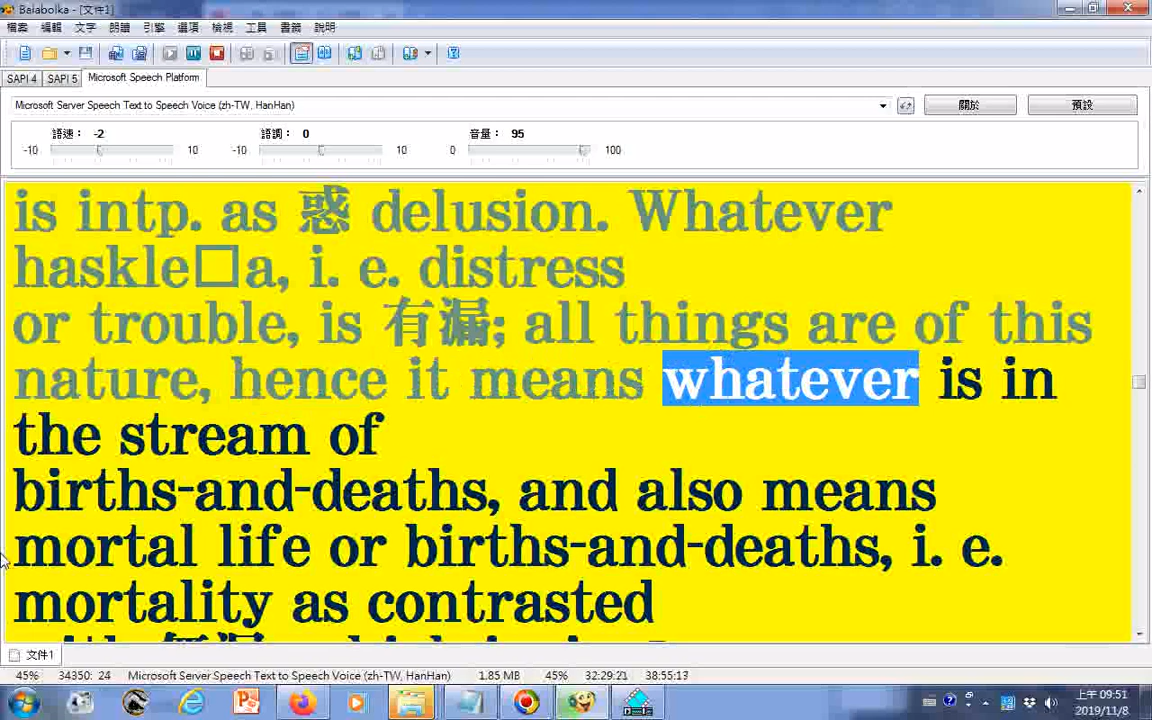 Balabolka - [文件1]
檔案 編輯 文字 朗讀 引擎 選項 檢視 工具 書籤 說明
SAPI 4 SAPI 5 Microsoft Speech Platform
Microsoft Server Speech Text to Speech Voice (zh-TW, HanHan) 關於 預設
語速： -2 語調： 0 音量： 95
-10 10 -10 10 0 100
is intp. as 惑 delusion. Whatever
haskle□a, i. e. distress
or trouble, is 有漏; all things are of this
nature, hence it means whatever is in
the stream of
births-and-deaths, and also means
mortal life or births-and-deaths, i. e.
mortality as contrasted
文件1
45% 34350: 24 Microsoft Server Speech Text to Speech Voice (zh-TW, HanHan) 1.85 MB 45% 32:29:21 38:55:13
上午 09:51
2019/11/8